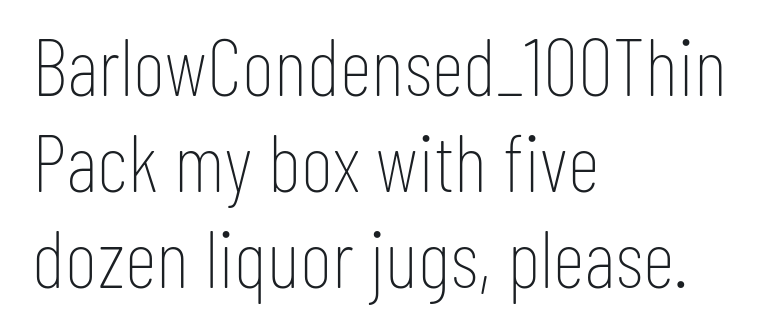 BarlowCondensed_100Thin
Pack my box with five
dozen liquor jugs, please.